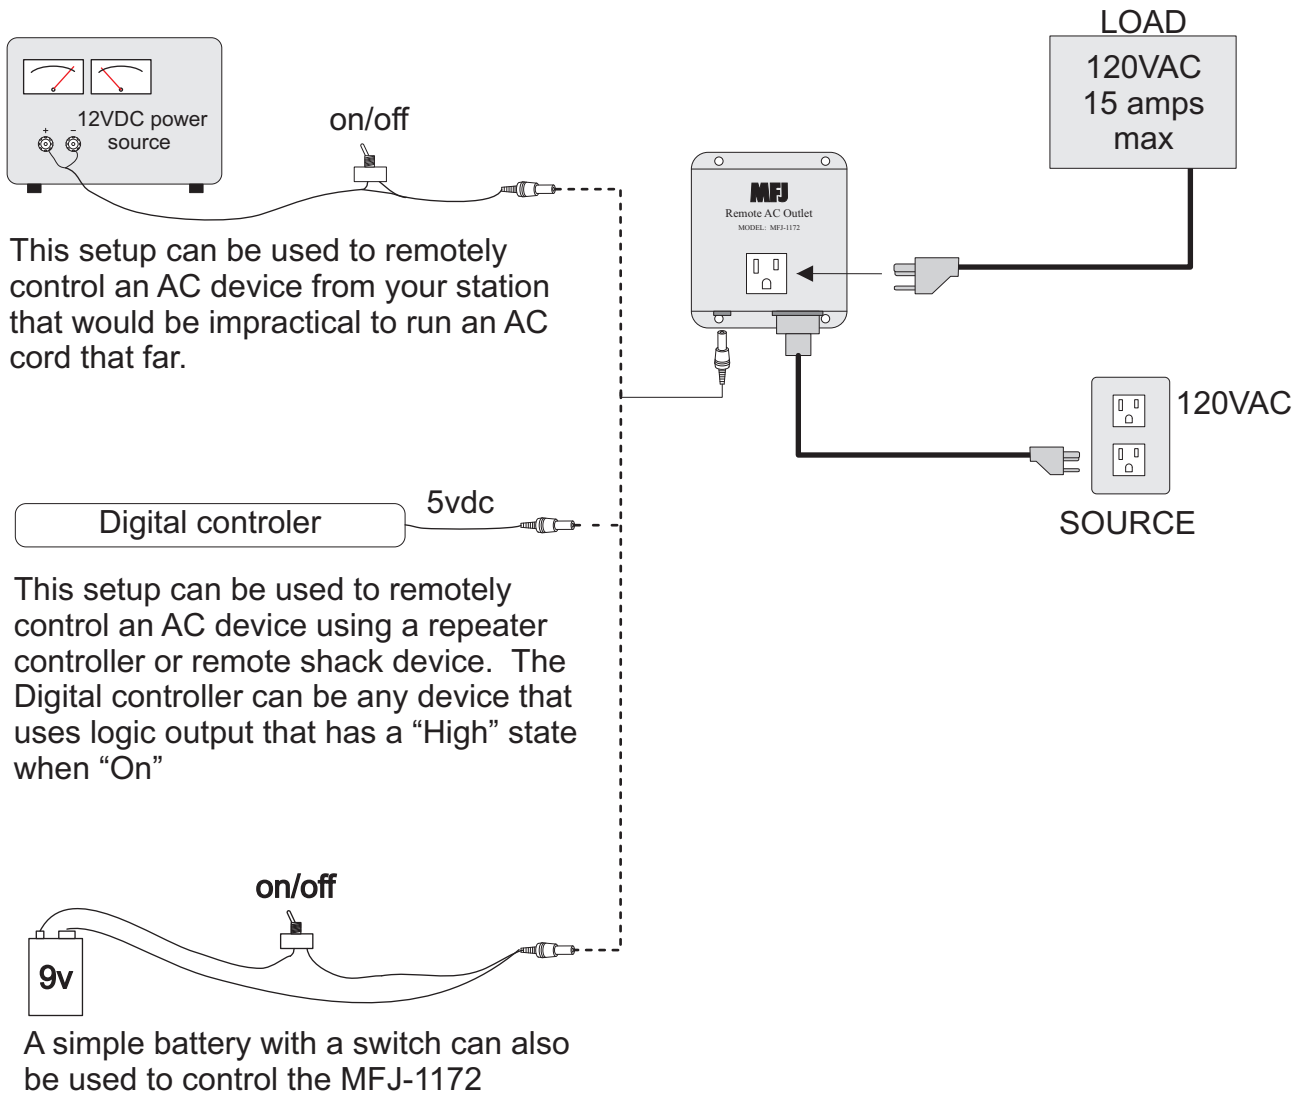 LOAD
120VAC
15 amps
max
12VDC power
source
+ −
on/off
MFJ
Remote AC Outlet
MODEL: MFJ-1172
This setup can be used to remotely
control an AC device from your station
that would be impractical to run an AC
cord that far.
120VAC
SOURCE
5vdc
Digital controler
This setup can be used to remotely
control an AC device using a repeater
controller or remote shack device.  The
Digital controller can be any device that
uses logic output that has a “High” state
when “On”
on/off
9v
A simple battery with a switch can also
be used to control the MFJ-1172